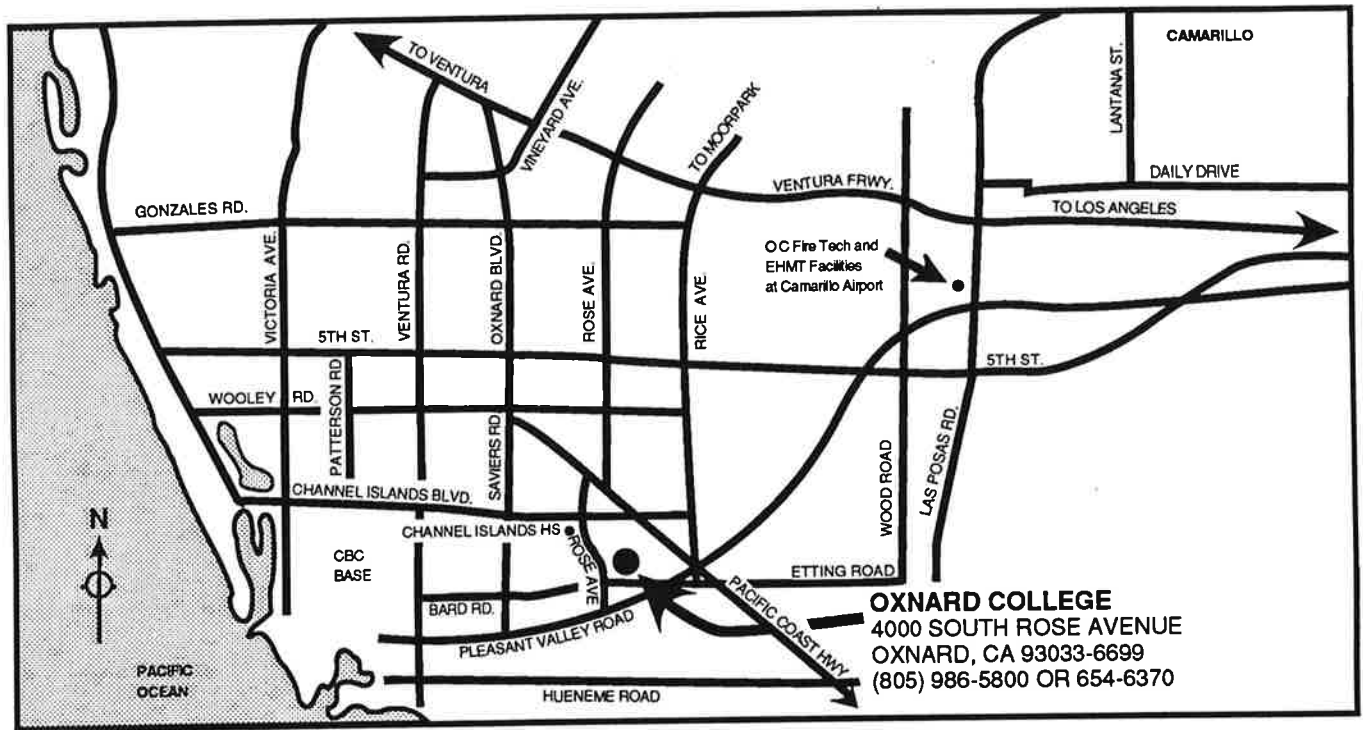 CAMARILLO
LANTANA ST.
TO VENTURA
VINEYARD AVE.
TO MOORPARK
DAILY DRIVE
VENTURA FRWY.
TO LOS ANGELES
GONZALES RD.
VICTORIA AVE.
VENTURA RD.
OXNARD BLVD.
ROSE AVE.
RICE AVE.
OC Fire Tech and
EHMT Facilities
at Camarillo Airport
5TH ST.
5TH ST.
WOOLEY RD.
PATTERSON RD
SAVIERS RD.
WOOD ROAD
LAS POSAS RD.
CHANNEL ISLANDS BLVD.
CHANNEL ISLANDS HS
ROSE AVE
N
CBC
BASE
ETTING ROAD
BARD RD.
PLEASANT VALLEY ROAD
PACIFIC COAST HWY
OXNARD COLLEGE
4000 SOUTH ROSE AVENUE
OXNARD, CA 93033-6699
(805) 986-5800 OR 654-6370
PACIFIC
OCEAN
HUENEME ROAD